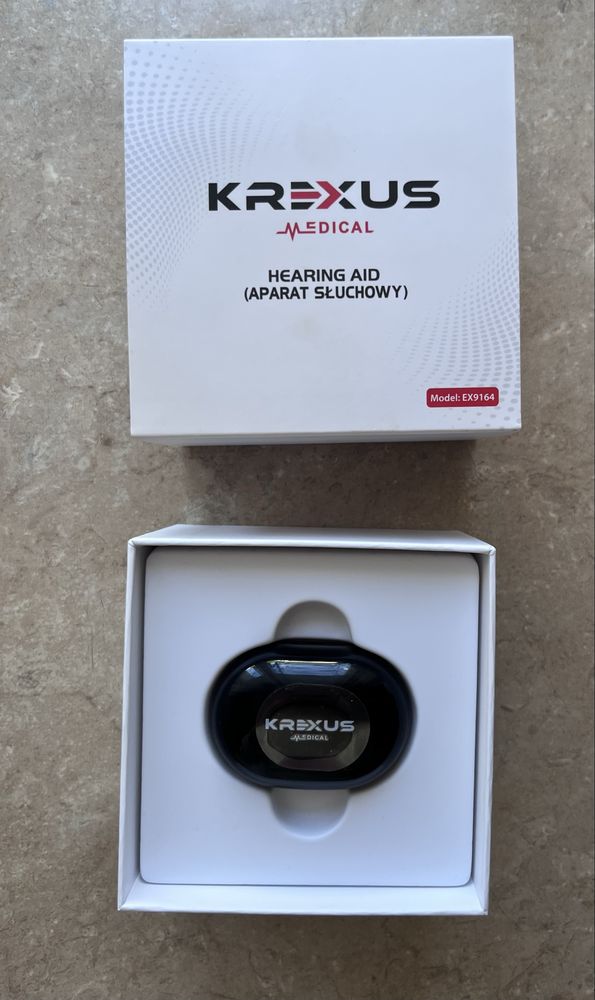 KREXUS
MEDICAL
HEARING AID
(APARAT SŁUCHOWY)
Model: EX9164
KREXUS
MEDICAL